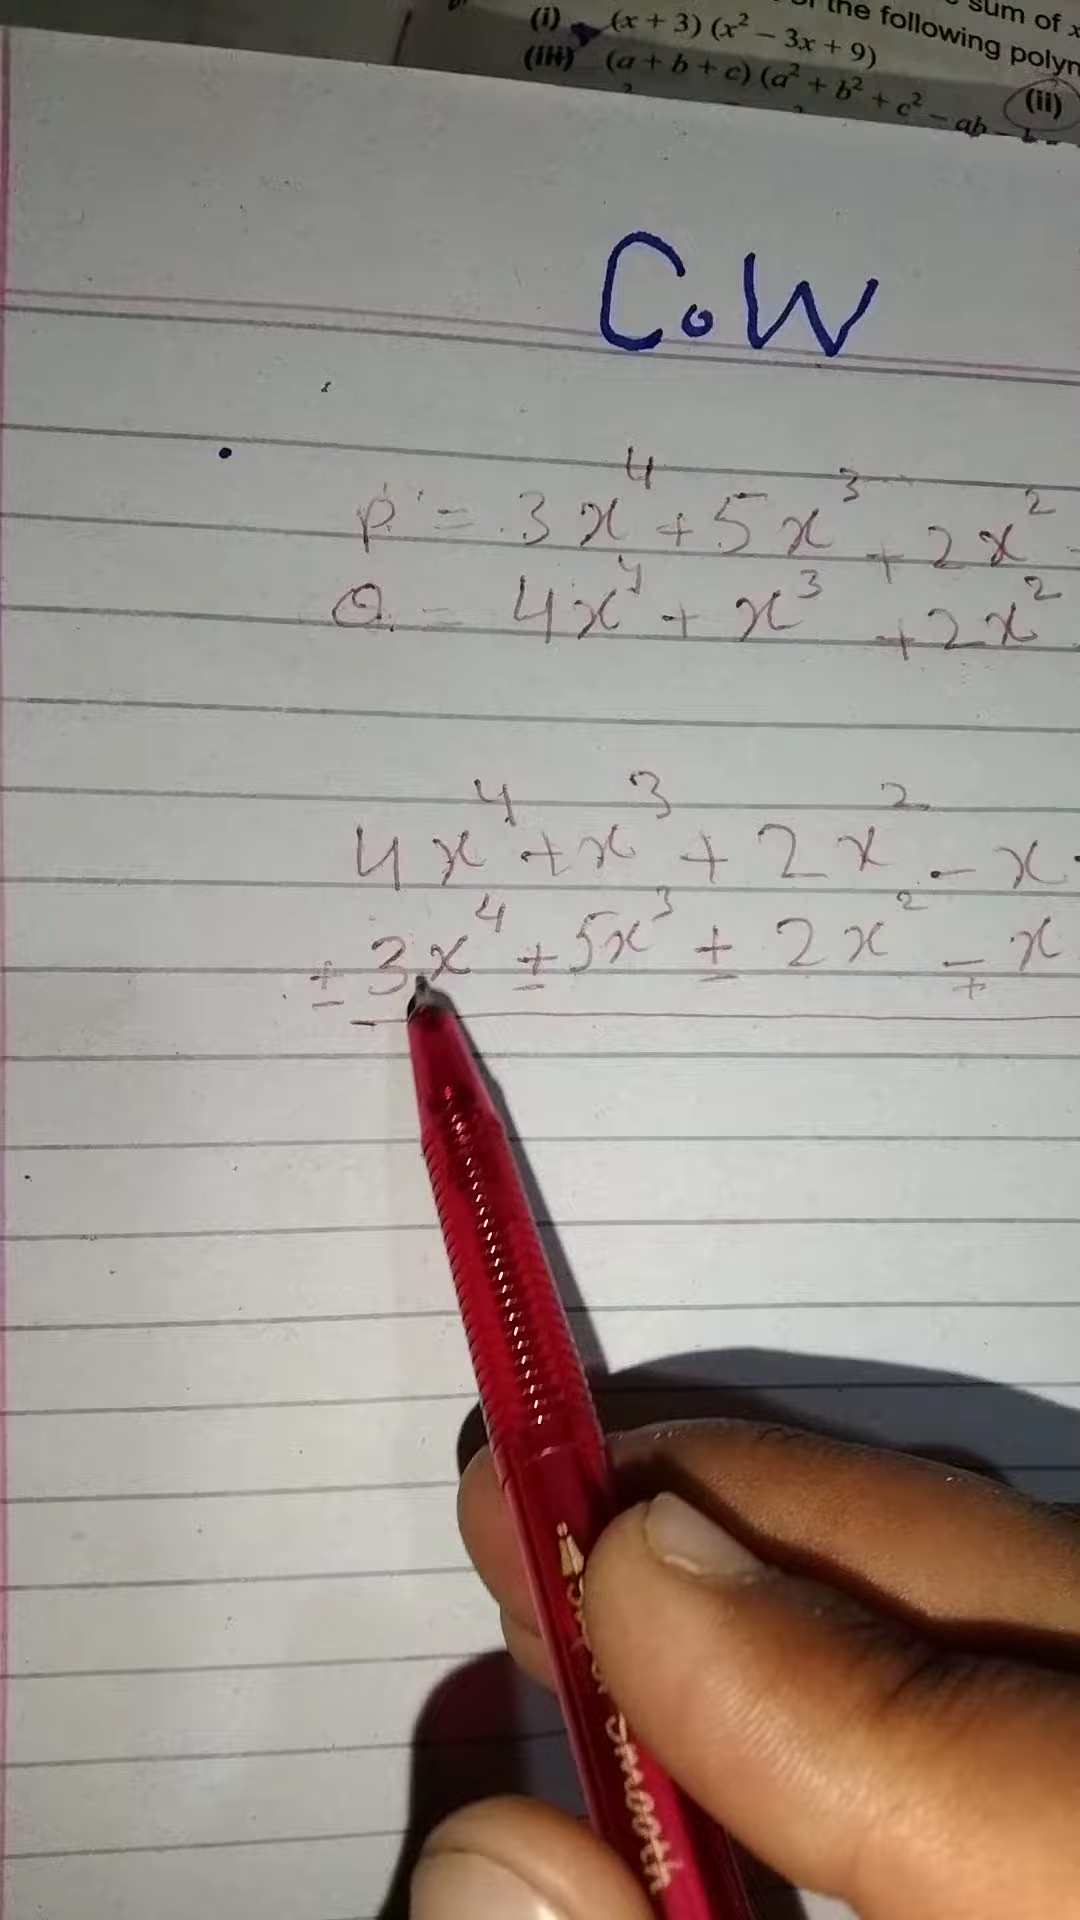 sum of x
the following polyn
(i) (x + 3) (x² – 3x + 9)
(ii)
(iii) (a + b + c) (a² + b² + c² – ab –
C.W
P = 3x⁴ + 5x³ + 2x²
Q = 4x⁴ + x³ + 2x²
4x⁴ + x³ + 2x² - x
± 3x⁴ ± 5x³ ± 2x² ∓ x
Smooth